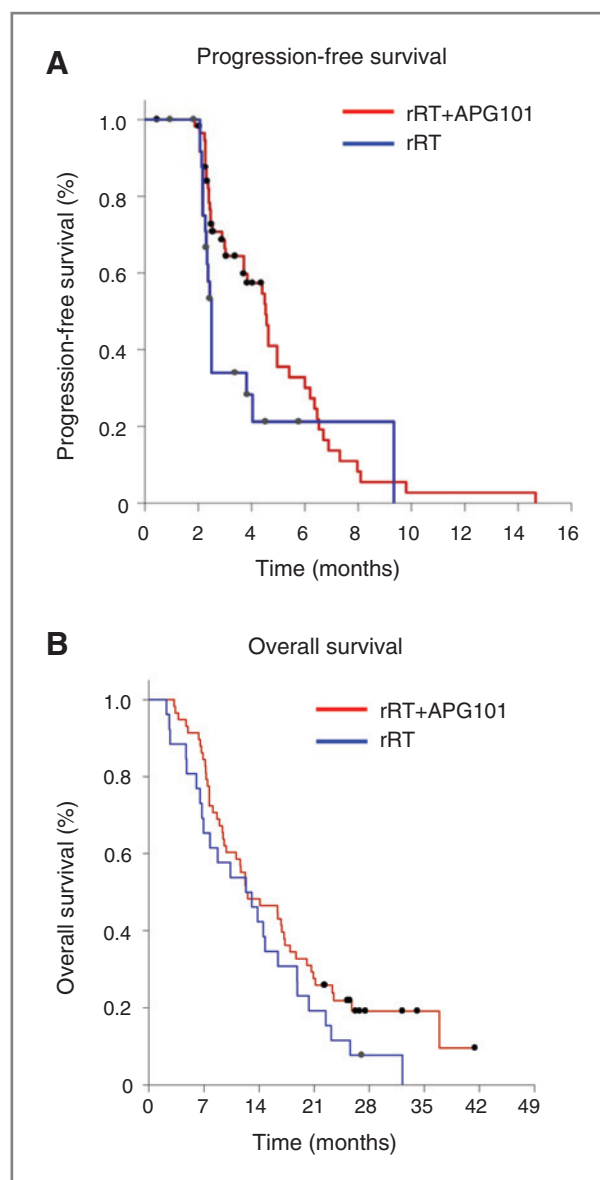 A
Progression-free survival
rRT+APG101
rRT
Progression-free survival (%)
1.0
0.8
0.6
0.4
0.2
0
0 2 4 6 8 10 12 14 16
Time (months)
B
Overall survival
rRT+APG101
rRT
Overall survival (%)
1.0
0.8
0.6
0.4
0.2
0
0 7 14 21 28 35 42 49
Time (months)